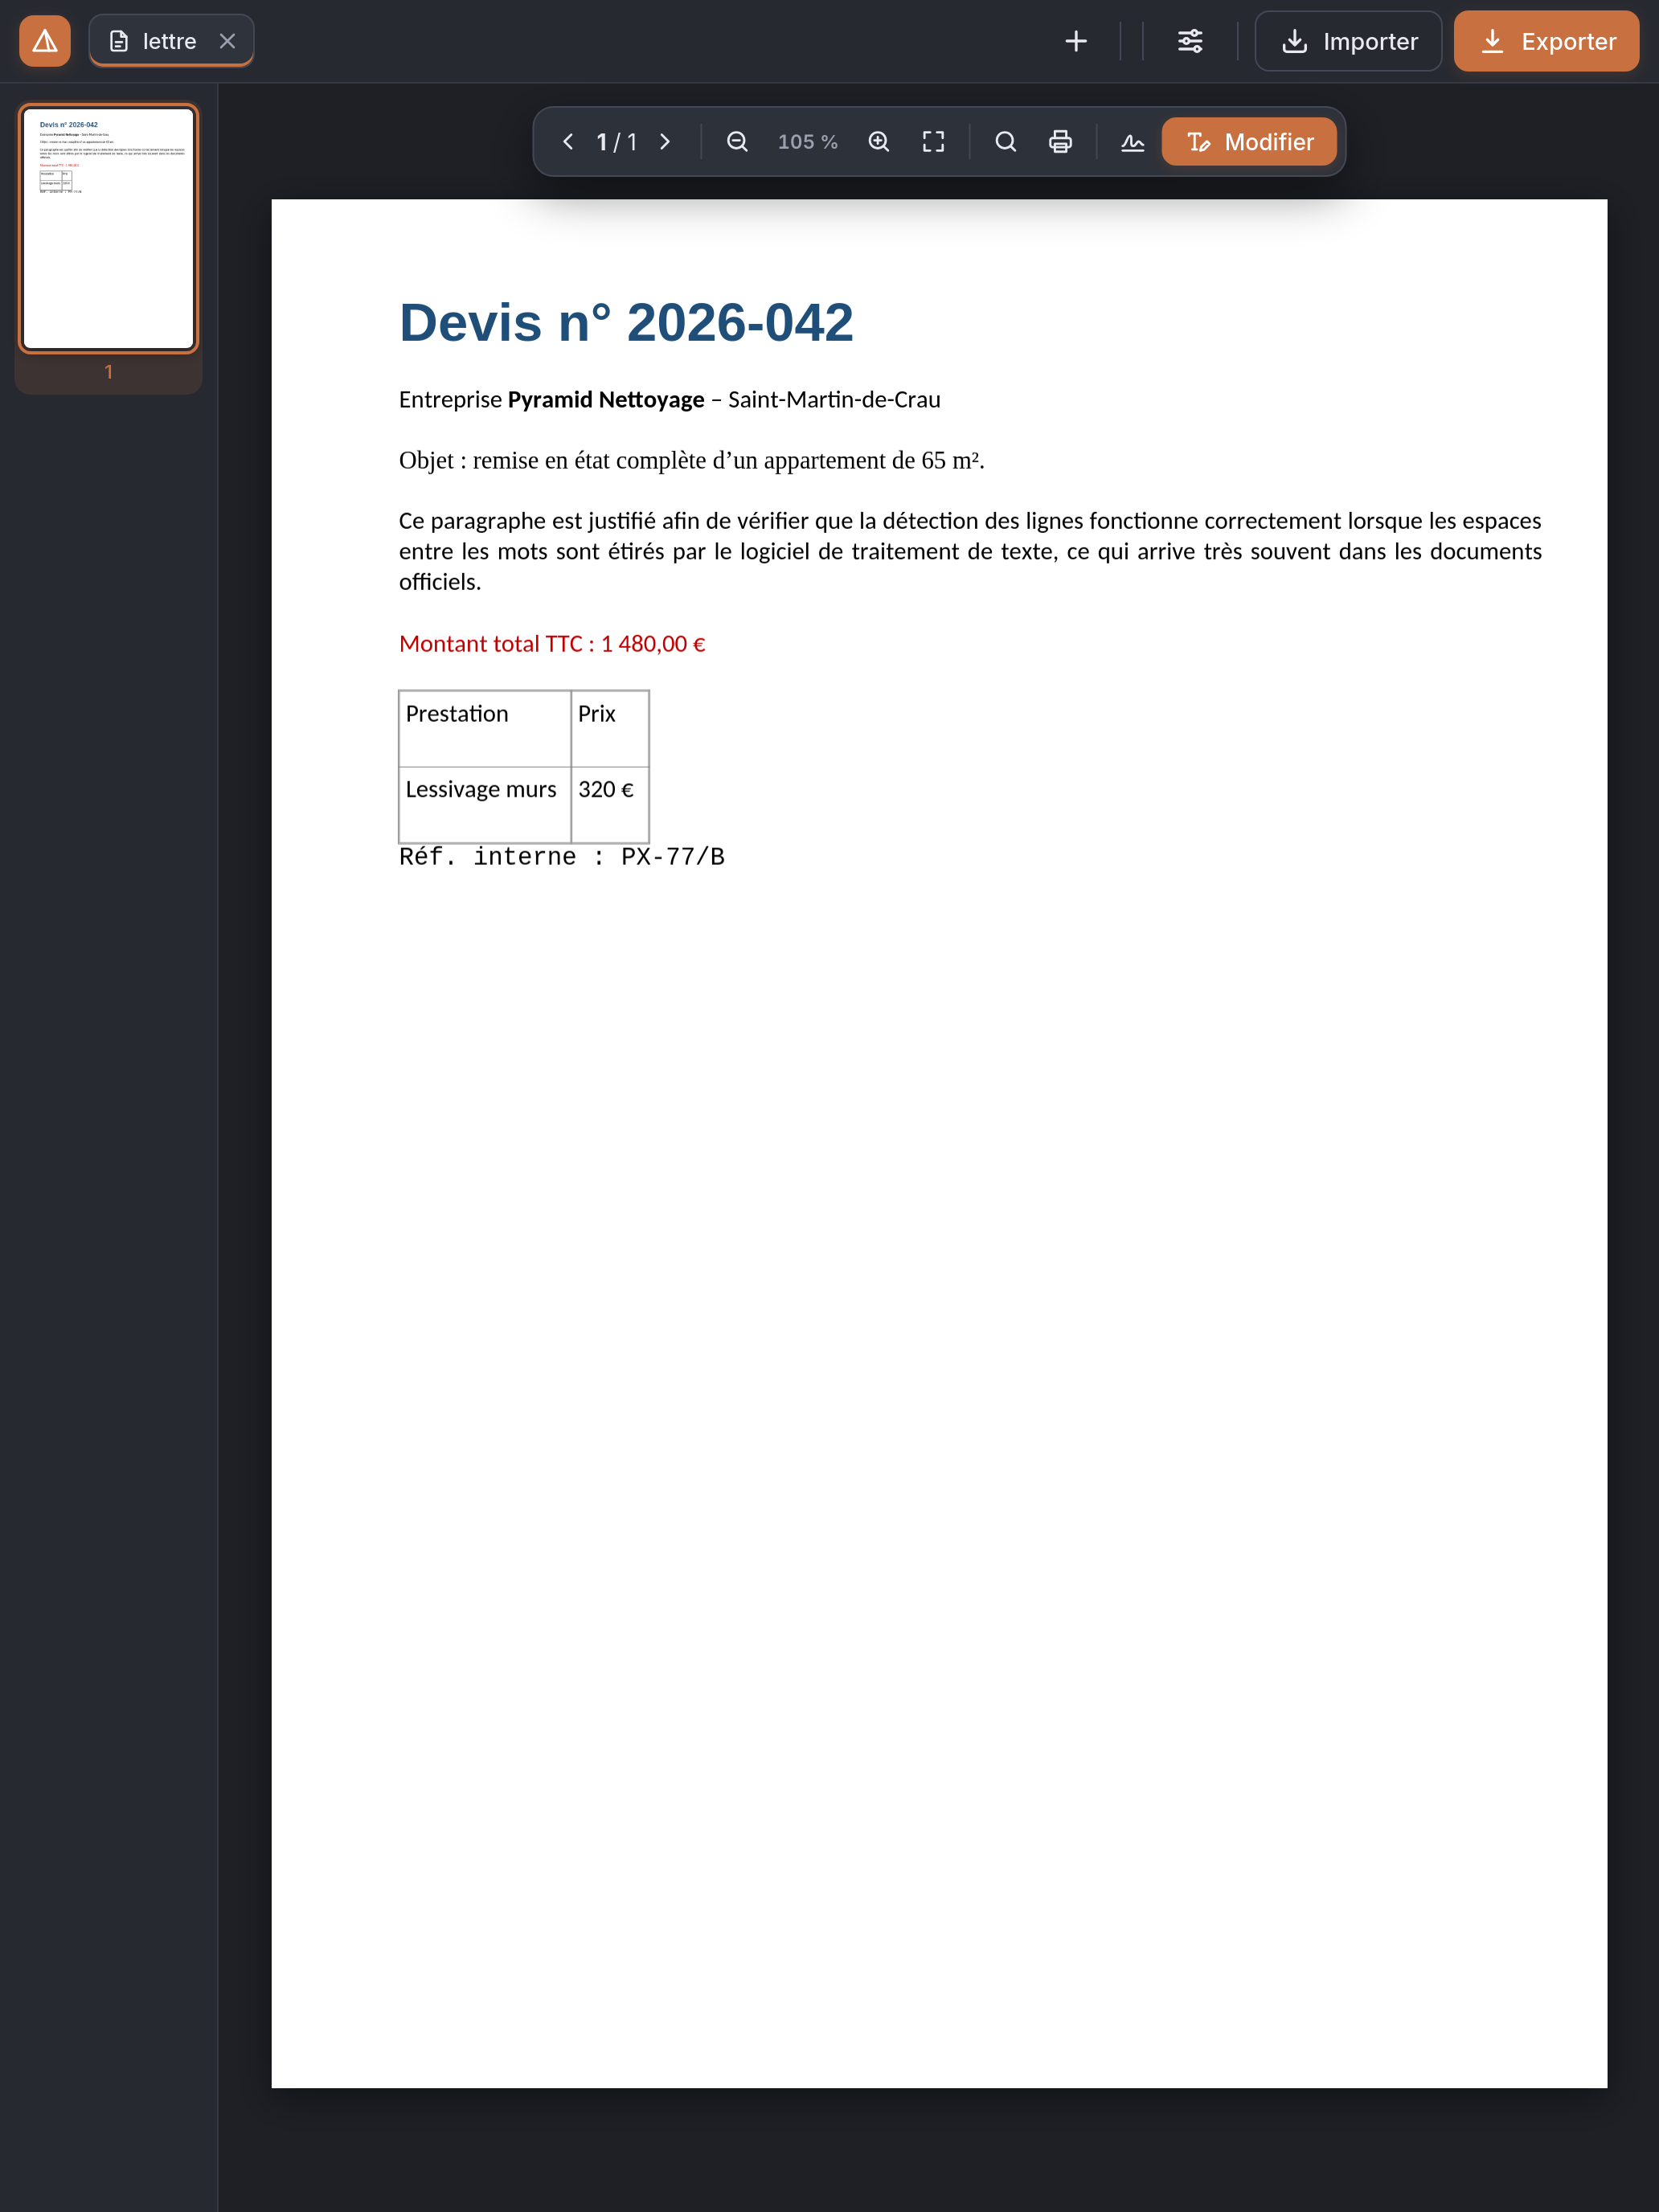 lettre
Importer
Exporter
1 / 1
105 %
Modifier
Devis n° 2026-042
Entreprise Pyramid Nettoyage – Saint-Martin-de-Crau
Objet : remise en état complète d’un appartement de 65 m².
Ce paragraphe est justifié afin de vérifier que la détection des lignes fonctionne correctement lorsque les espaces
entre les mots sont étirés par le logiciel de traitement de texte, ce qui arrive très souvent dans les documents
officiels.
Montant total TTC : 1 480,00 €
Prestation Prix
Lessivage murs 320 €
Réf. interne : PX-77/B
Devis n° 2026-042
1